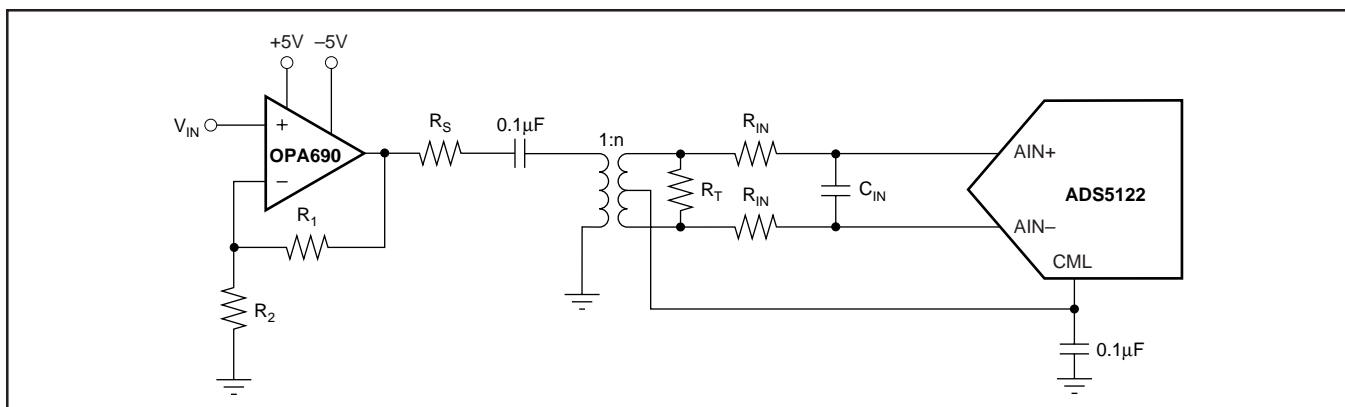 +5V –5V
V_IN
+
OPA690
–
R_S
0.1µF
1:n
R_IN
AIN+
R_1
R_T
C_IN
ADS5122
R_IN
AIN–
R_2
CML
0.1µF